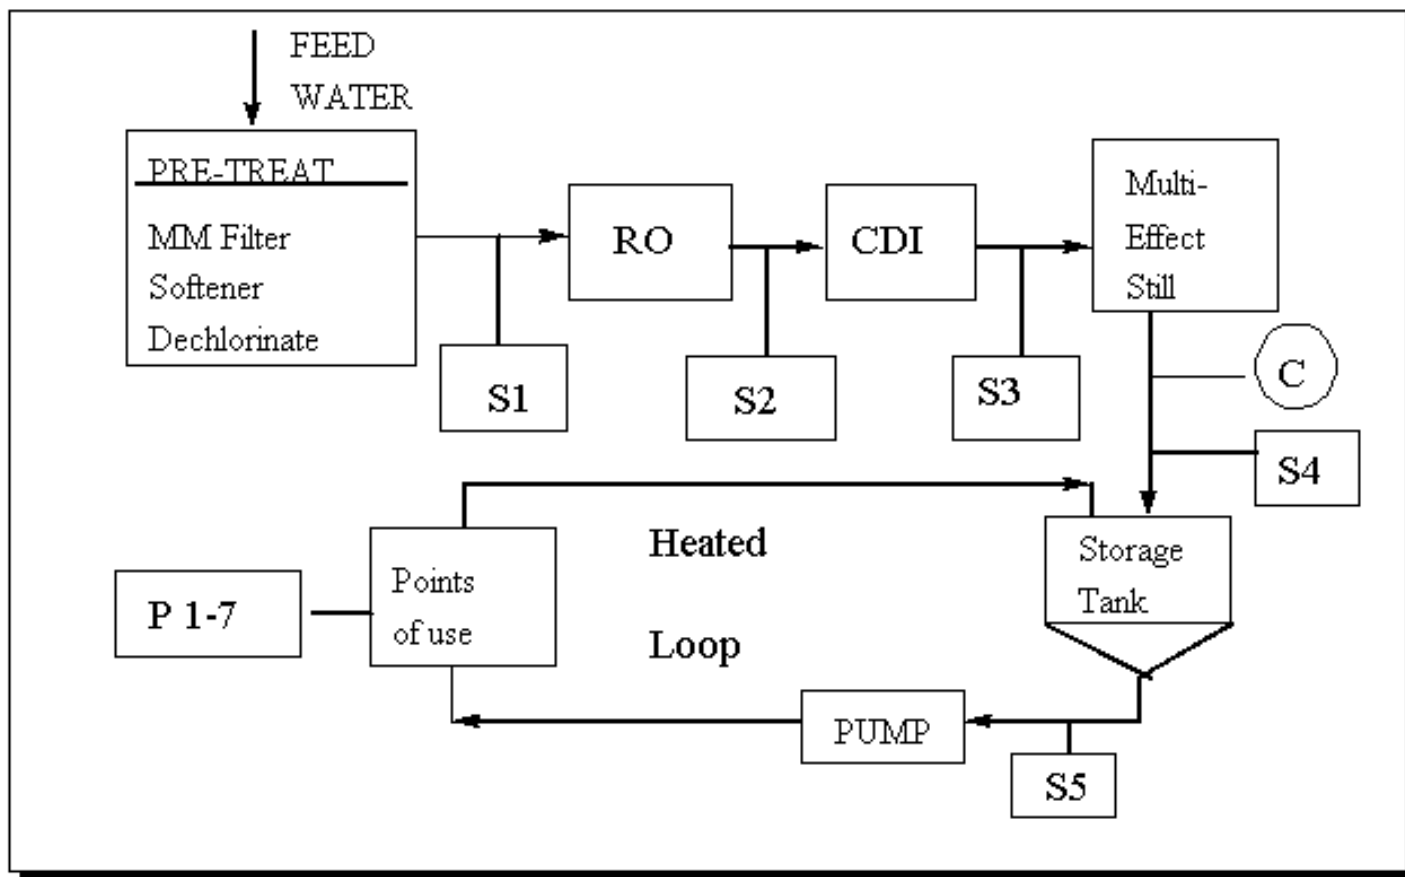 FEED
WATER
PRE-TREAT
MM Filter
Softener
Dechlorinate
RO
CDI
Multi-
Effect
Still
S1
S2
S3
C
S4
Heated
Loop
Storage
Tank
Points
of use
P 1-7
PUMP
S5